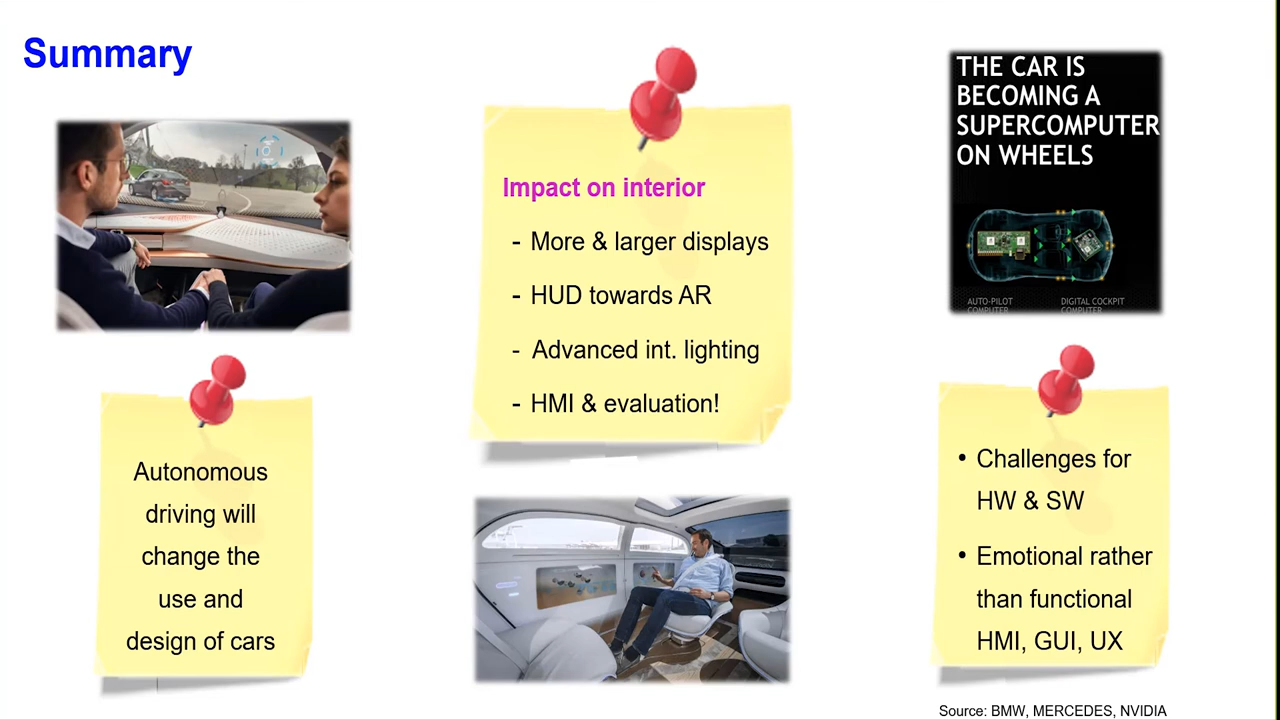 Summary
THE CAR IS
BECOMING A
SUPERCOMPUTER
ON WHEELS
AUTO-PILOT
COMPUTER
DIGITAL COCKPIT
COMPUTER
Impact on interior
- More & larger displays
- HUD towards AR
- Advanced int. lighting
- HMI & evaluation!
Autonomous
driving will
change the
use and
design of cars
• Challenges for
HW & SW
• Emotional rather
than functional
HMI, GUI, UX
Source: BMW, MERCEDES, NVIDIA